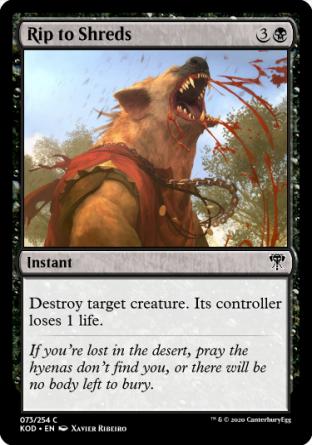 Rip to Shreds 3
Instant
Destroy target creature. Its controller
loses 1 life.
If you're lost in the desert, pray the
hyenas don't find you, or there will be
no body left to bury.
073/254 C
KOD • EN XAVIER RIBEIRO
™ & © 2020 CanterburyEgg